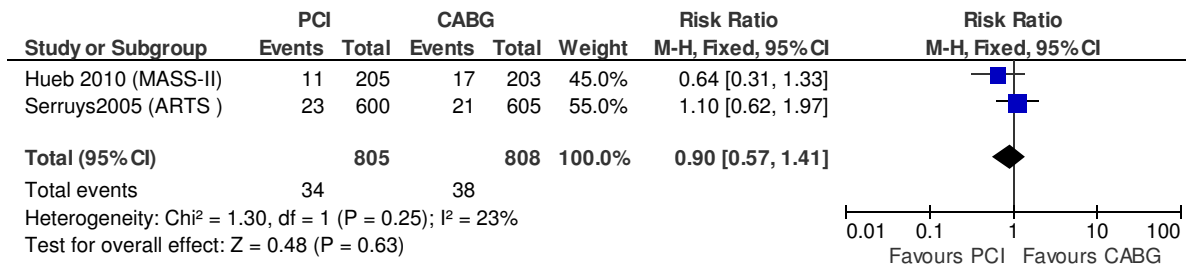 PCI CABG Risk Ratio Risk Ratio
Study or Subgroup Events Total Events Total Weight M-H, Fixed, 95% CI M-H, Fixed, 95% CI
Hueb 2010 (MASS-II) 11 205 17 203 45.0% 0.64 [0.31, 1.33]
Serruys2005 (ARTS ) 23 600 21 605 55.0% 1.10 [0.62, 1.97]
Total (95% CI) 805 808 100.0% 0.90 [0.57, 1.41]
Total events 34 38
Heterogeneity: Chi² = 1.30, df = 1 (P = 0.25); I² = 23%
Test for overall effect: Z = 0.48 (P = 0.63)
0.01 0.1 1 10 100
Favours PCI Favours CABG